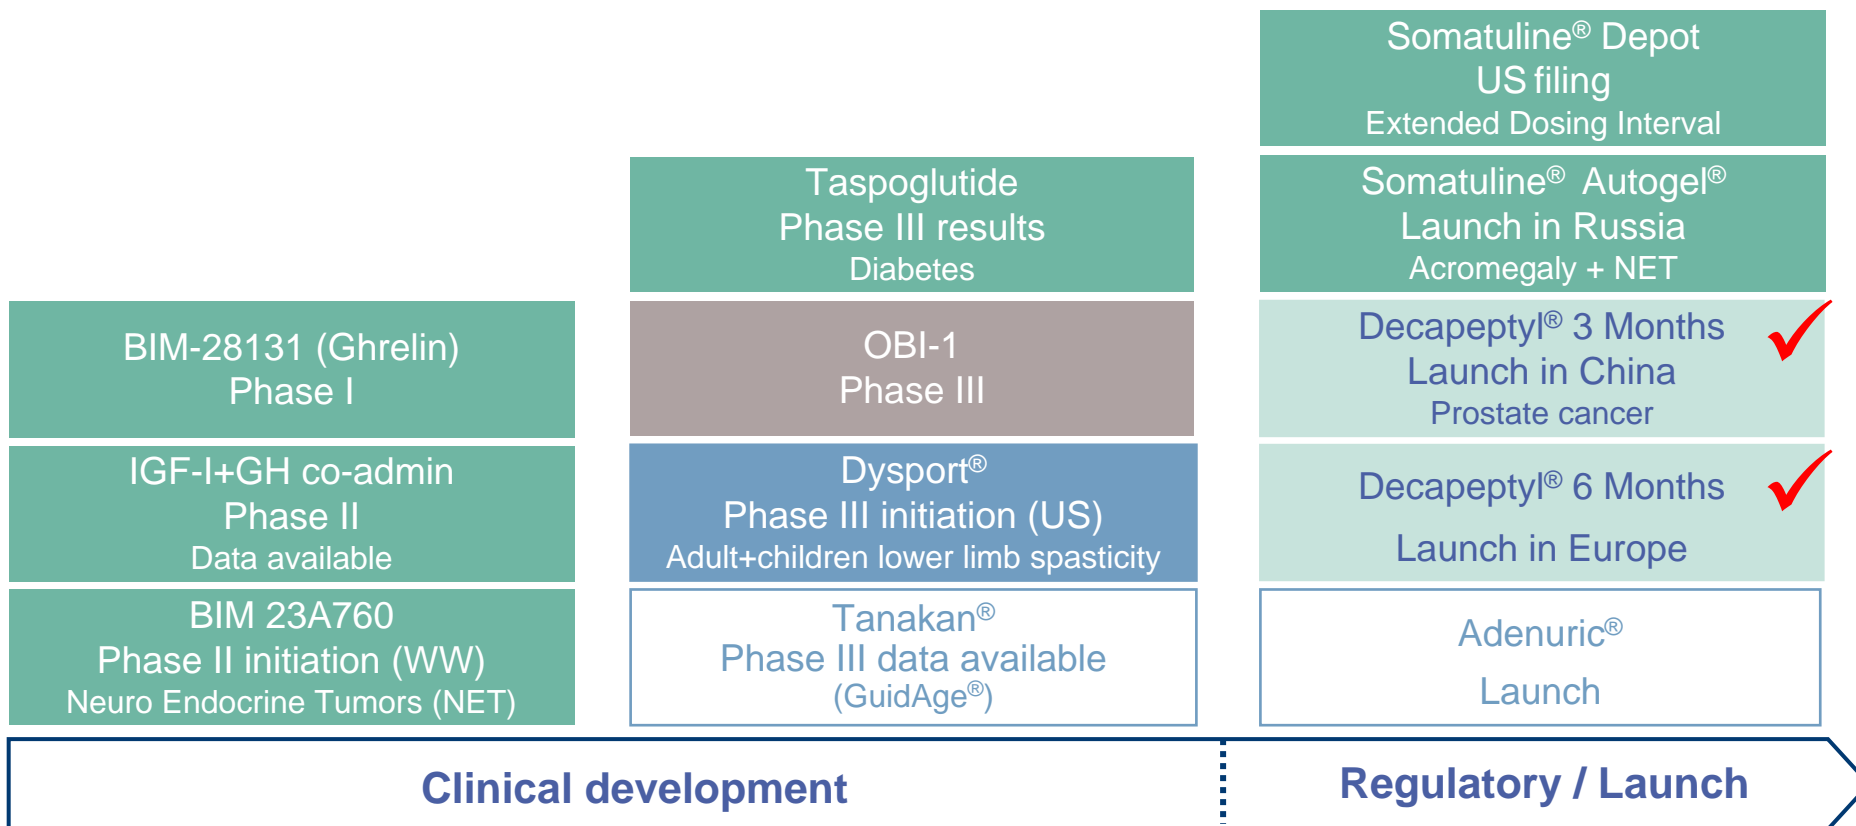 BIM-28131 (Ghrelin)
Phase I
IGF-I+GH co-admin
Phase II
Data available
BIM 23A760
Phase II initiation (WW)
Neuro Endocrine Tumors (NET)
Taspoglutide
Phase III results
Diabetes
OBI-1
Phase III
Dysport®
Phase III initiation (US)
Adult+children lower limb spasticity
Tanakan®
Phase III data available
(GuidAge®)
Somatuline® Depot
US filing
Extended Dosing Interval
Somatuline® Autogel®
Launch in Russia
Acromegaly + NET
Decapeptyl® 3 Months
Launch in China
Prostate cancer
Decapeptyl® 6 Months
Launch in Europe
Adenuric®
Launch
Clinical development
Regulatory / Launch